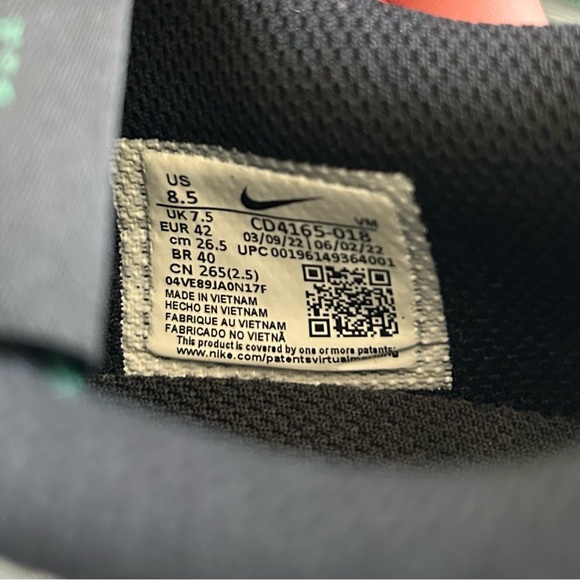 US
8.5
UK 7.5
EUR 42
cm 26.5
BR 40
CN 265(2.5)
CD4165-018 VM
03/09/22 | 06/02/22
UPC 00196149364001
04VE89JA0N17F
MADE IN VIETNAM
HECHO EN VIETNAM
FABRIQUE AU VIETNAM
FABRICADO NO VIETNÃ
This product is covered by one or more patents:
www.nike.com/patentsvirtualmarking